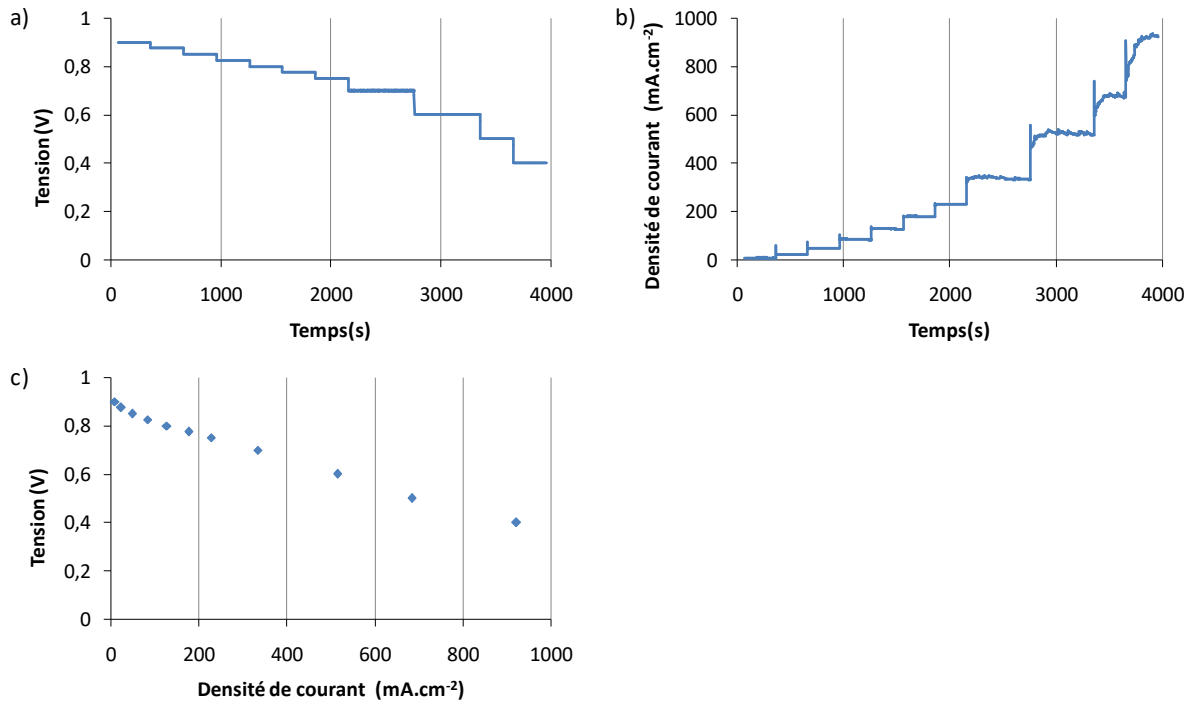 a)
1
0,8
0,6
0,4
0,2
0
Tension (V)
0 1000 2000 3000 4000
Temps(s)
b)
1000
800
600
400
200
0
Densité de courant (mA.cm-2)
0 1000 2000 3000 4000
Temps(s)
c)
1
0,8
0,6
0,4
0,2
0
Tension (V)
0 200 400 600 800 1000
Densité de courant (mA.cm-2)